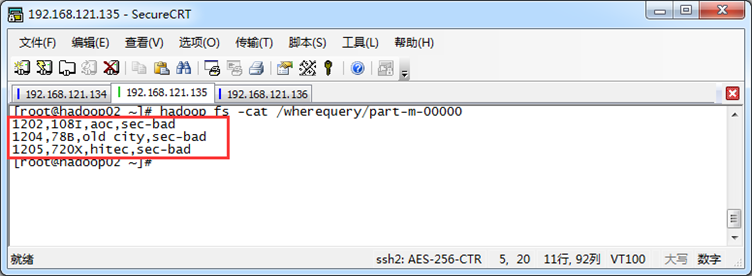 192.168.121.135 - SecureCRT
文件(F) 编辑(E) 查看(V) 选项(O) 传输(T) 脚本(S) 工具(L) 帮助(H)
192.168.121.134 192.168.121.135 192.168.121.136
[root@hadoop02 ~]# hadoop fs -cat /wherequery/part-m-00000
1202,108I,aoc,sec-bad
1204,78B,old city,sec-bad
1205,720X,hitec,sec-bad
[root@hadoop02 ~]#
就绪 ssh2: AES-256-CTR 5, 20 11行, 92列 VT100 大写 数字